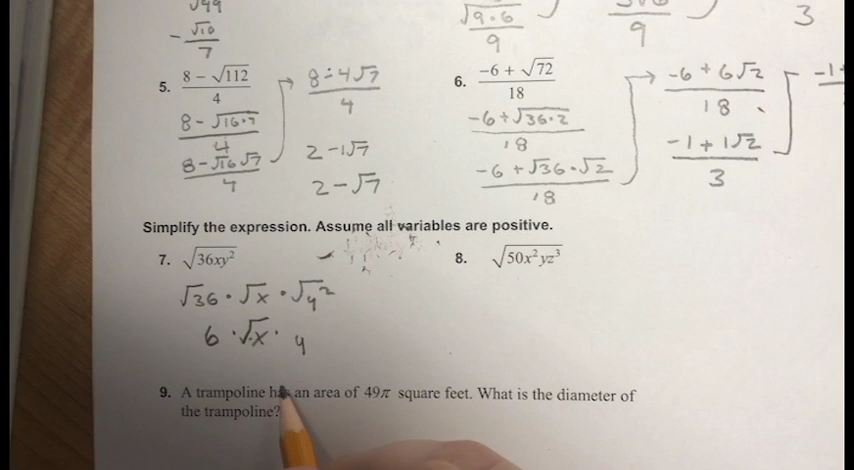 √49
- √10 / 7
√9·6 / 9
9
3
5. 8 − √112 / 4
8 - √16·7 / 4
8-√16 √7 / 4
8 ÷ 4√7 / 4
2 -1√7
2 - √7
6. −6 + √72 / 18
-6+√36·2 / 18
-6 + √36 · √2 / 18
-6 + 6√2 / 18
-1 + 1√2 / 3
-1+
Simplify the expression. Assume all variables are positive.
7. √36xy²
√36 · √x · √y²
6 · √x · y
8. √50x²yz³
9. A trampoline has an area of 49π square feet. What is the diameter of
the trampoline?